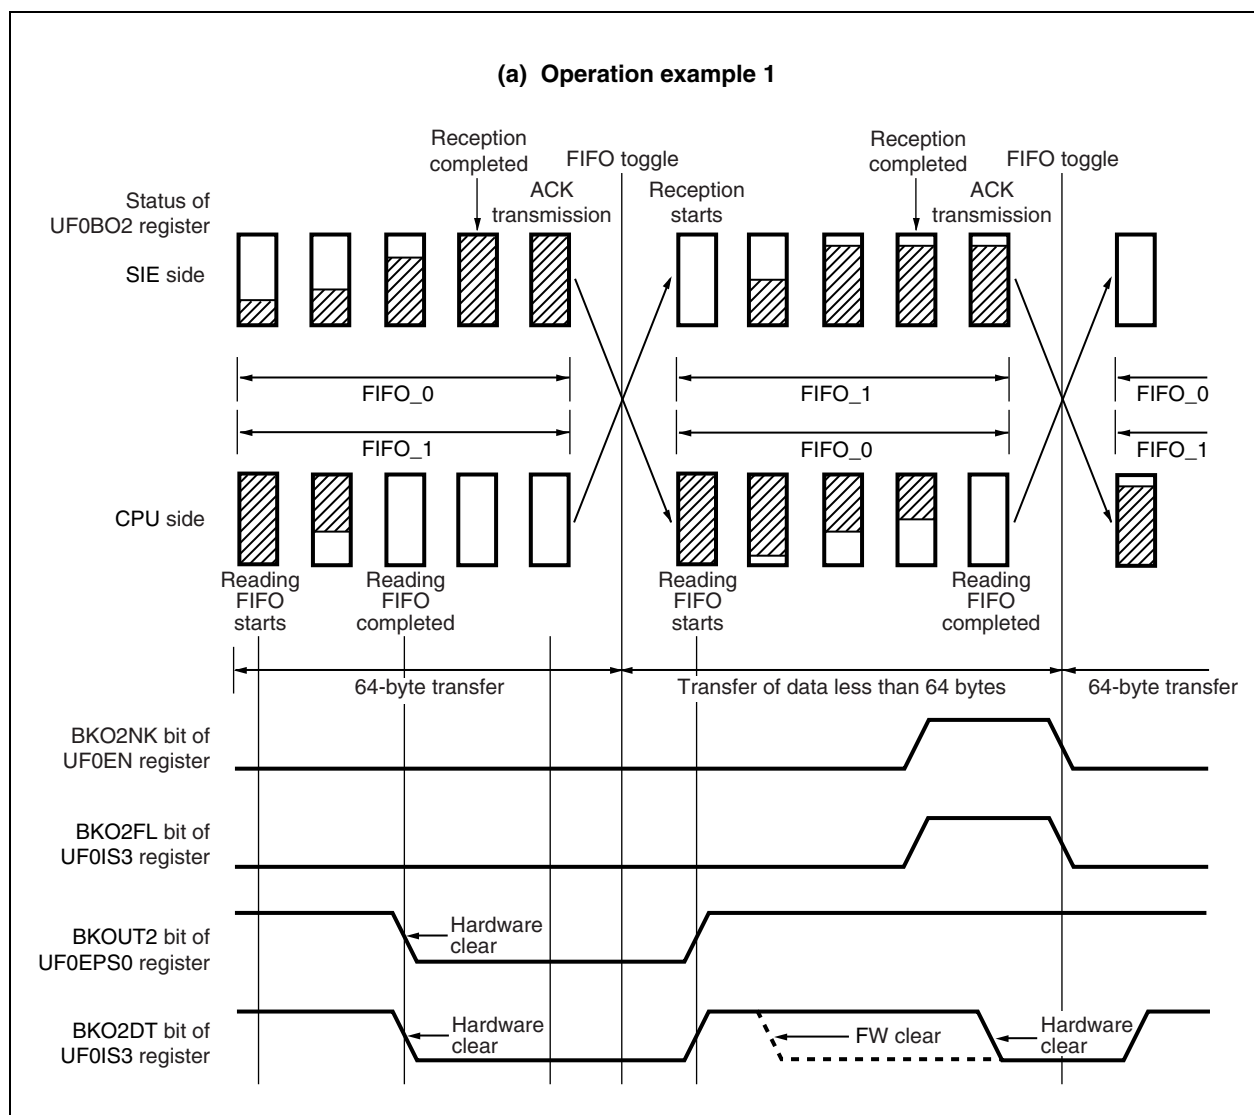 (a) Operation example 1
Reception
completed
FIFO toggle
Reception
completed
FIFO toggle
Status of
UF0BO2 register
ACK
transmission
Reception
starts
ACK
transmission
SIE side
FIFO_0
FIFO_1
FIFO_0
FIFO_1
FIFO_0
FIFO_1
CPU side
Reading
FIFO
starts
Reading
FIFO
completed
Reading
FIFO
starts
Reading
FIFO
completed
64-byte transfer
Transfer of data less than 64 bytes
64-byte transfer
BKO2NK bit of
UF0EN register
BKO2FL bit of
UF0IS3 register
BKOUT2 bit of
UF0EPS0 register
Hardware
clear
BKO2DT bit of
UF0IS3 register
Hardware
clear
FW clear
Hardware
clear